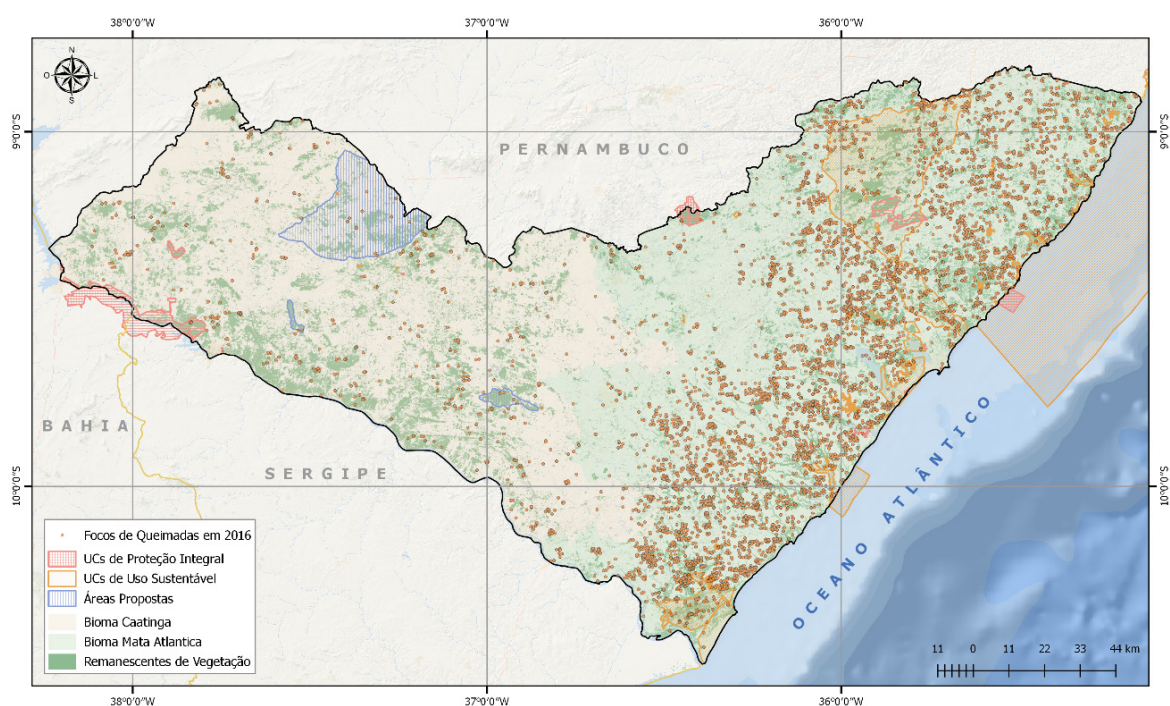 38°0'0"W
37°0'0"W
36°0'0"W
N
O
L
S
9°0'0"S
9°0'0"S
PERNAMBUCO
BAHIA
SERGIPE
OCEANO ATLÂNTICO
10°0'0"S
10°0'0"S
Focos de Queimadas em 2016
UCs de Proteção Integral
UCs de Uso Sustentável
Áreas Propostas
Bioma Caatinga
Bioma Mata Atlantica
Remanescentes de Vegetação
11 0 11 22 33 44 km
38°0'0"W
37°0'0"W
36°0'0"W